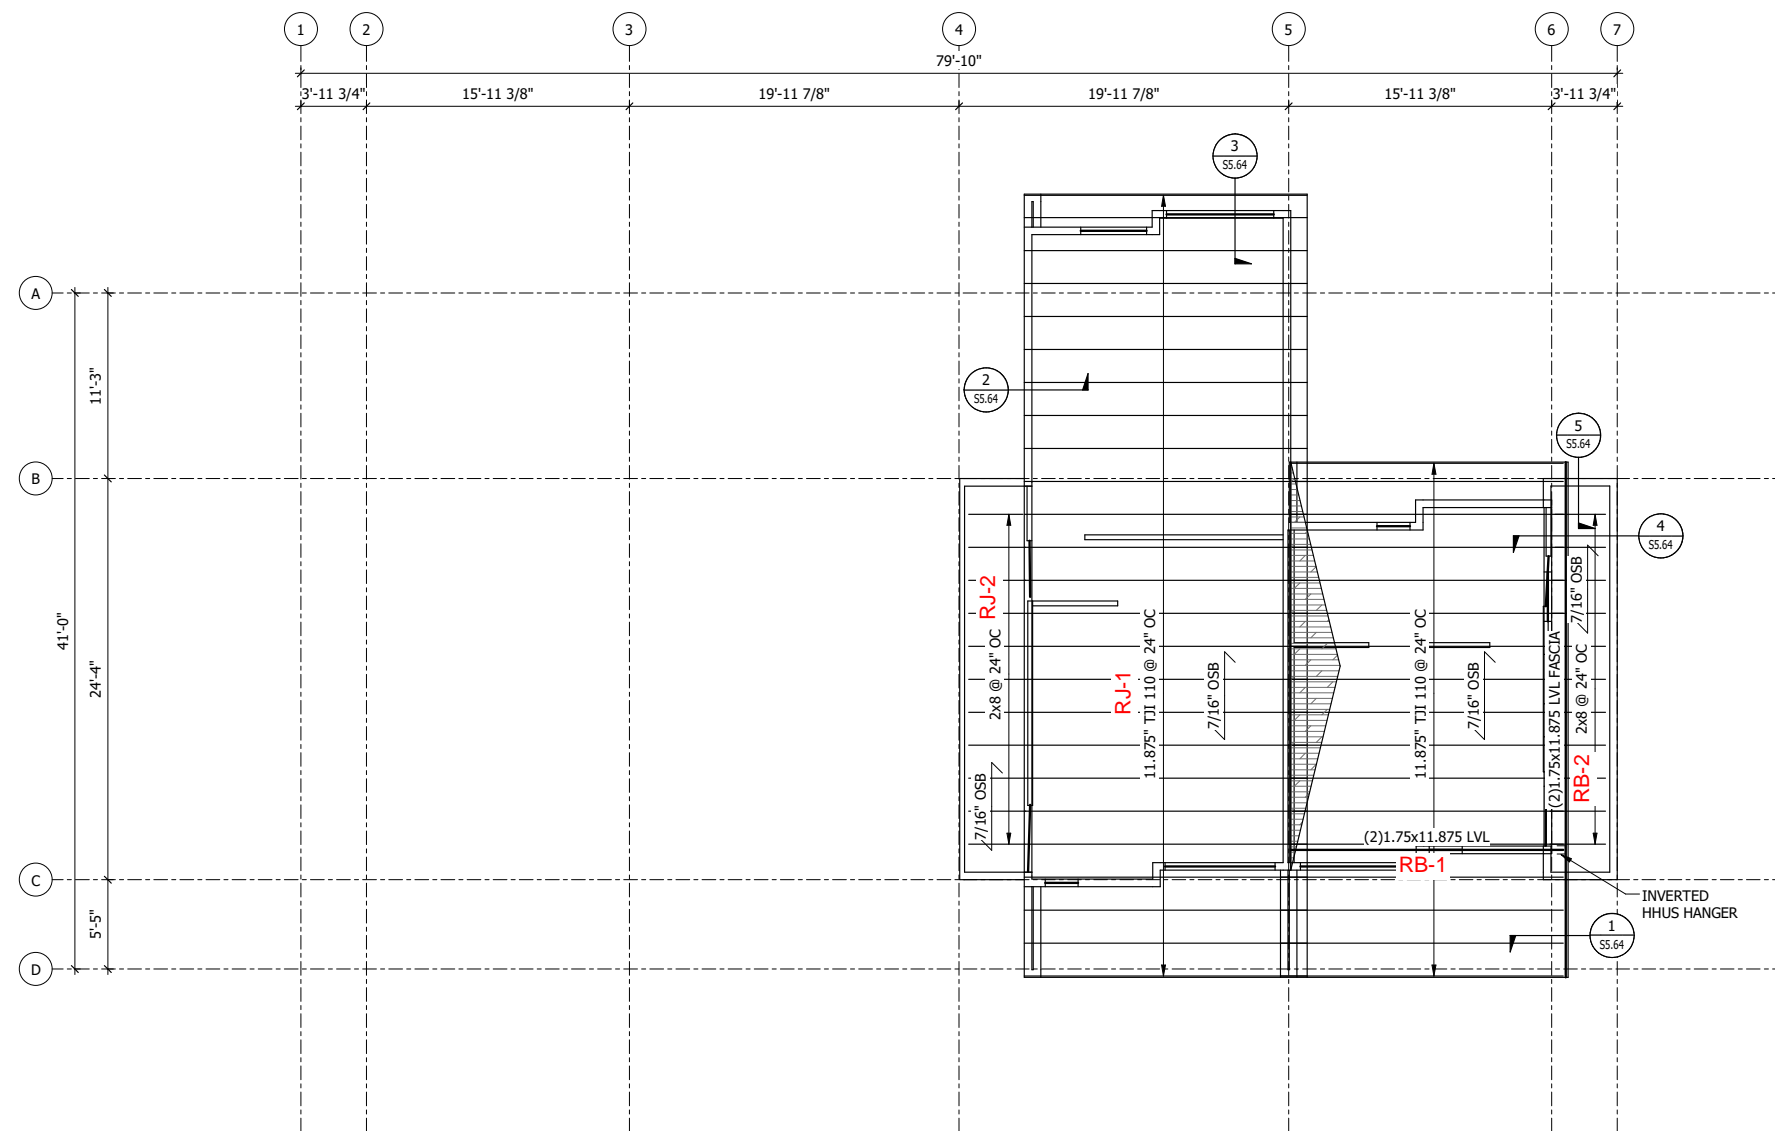 1
2
3
4
5
6
7
79'-10"
3'-11 3/4"
15'-11 3/8"
19'-11 7/8"
19'-11 7/8"
15'-11 3/8"
3'-11 3/4"
3
S5.64
A
11'-3"
2
S5.64
5
S5.64
B
4
S5.64
41'-0"
24'-4"
RJ-2
2x8 @ 24" OC
7/16" OSB
RJ-1
11.875" TJI 110 @ 24" OC
7/16" OSB
11.875" TJI 110 @ 24" OC
7/16" OSB
(2)1.75x11.875 LVL FASCIA
7/16" OSB
2x8 @ 24" OC
RB-2
(2)1.75x11.875 LVL
RB-1
C
INVERTED
HHUS HANGER
5'-5"
1
S5.64
D